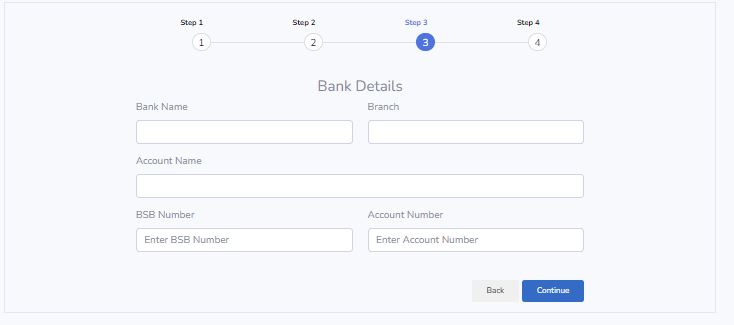 Step 1 Step 2 Step 3 Step 4
1 2 3 4
Bank Details
Bank Name Branch
Account Name
BSB Number Account Number
Enter BSB Number Enter Account Number
Back Continue